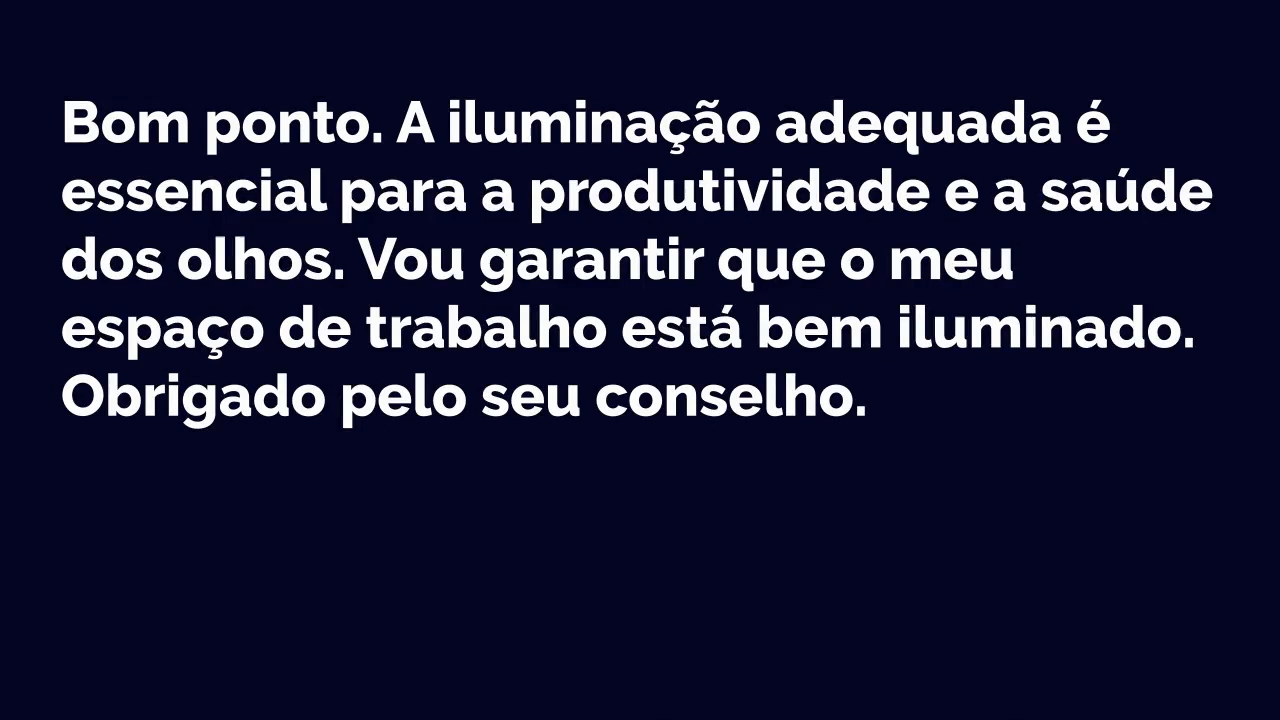 Bom ponto. A iluminação adequada é
essencial para a produtividade e a saúde
dos olhos. Vou garantir que o meu
espaço de trabalho está bem iluminado.
Obrigado pelo seu conselho.